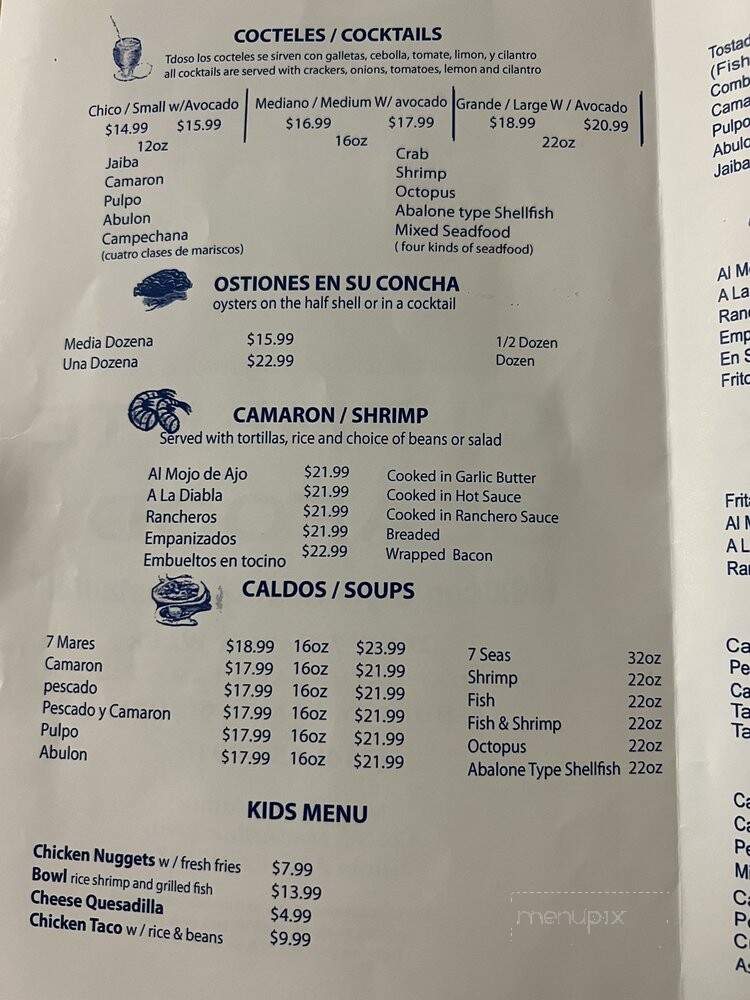 COCTELES / COCKTAILS
Tdoso los cocteles se sirven con galletas, cebolla, tomate, limon, y cilantro
all cocktails are served with crackers, onions, tomatoes, lemon and cilantro
Chico / Small w/Avocado Mediano / Medium W/ avocado Grande / Large W / Avocado
$14.99 $15.99 $16.99 $17.99 $18.99 $20.99
12oz 16oz 22oz
Jaiba Crab
Camaron Shrimp
Pulpo Octopus
Abulon Abalone type Shellfish
Campechana Mixed Seadfood
(cuatro clases de mariscos) ( four kinds of seadfood)
OSTIONES EN SU CONCHA
oysters on the half shell or in a cocktail
Media Dozena $15.99 1/2 Dozen
Una Dozena $22.99 Dozen
CAMARON / SHRIMP
Served with tortillas, rice and choice of beans or salad
Al Mojo de Ajo $21.99 Cooked in Garlic Butter
A La Diabla $21.99 Cooked in Hot Sauce
Rancheros $21.99 Cooked in Ranchero Sauce
Empanizados $21.99 Breaded
Embueltos en tocino $22.99 Wrapped Bacon
CALDOS / SOUPS
7 Mares $18.99 16oz $23.99 7 Seas 32oz
Camaron $17.99 16oz $21.99 Shrimp 22oz
pescado $17.99 16oz $21.99 Fish 22oz
Pescado y Camaron $17.99 16oz $21.99 Fish & Shrimp 22oz
Pulpo $17.99 16oz $21.99 Octopus 22oz
Abulon $17.99 16oz $21.99 Abalone Type Shellfish 22oz
KIDS MENU
Chicken Nuggets w / fresh fries $7.99
Bowl rice shrimp and grilled fish $13.99
Cheese Quesadilla $4.99
Chicken Taco w / rice & beans $9.99
menupix
(Fish
Pulpo
Jaiba
A La
En